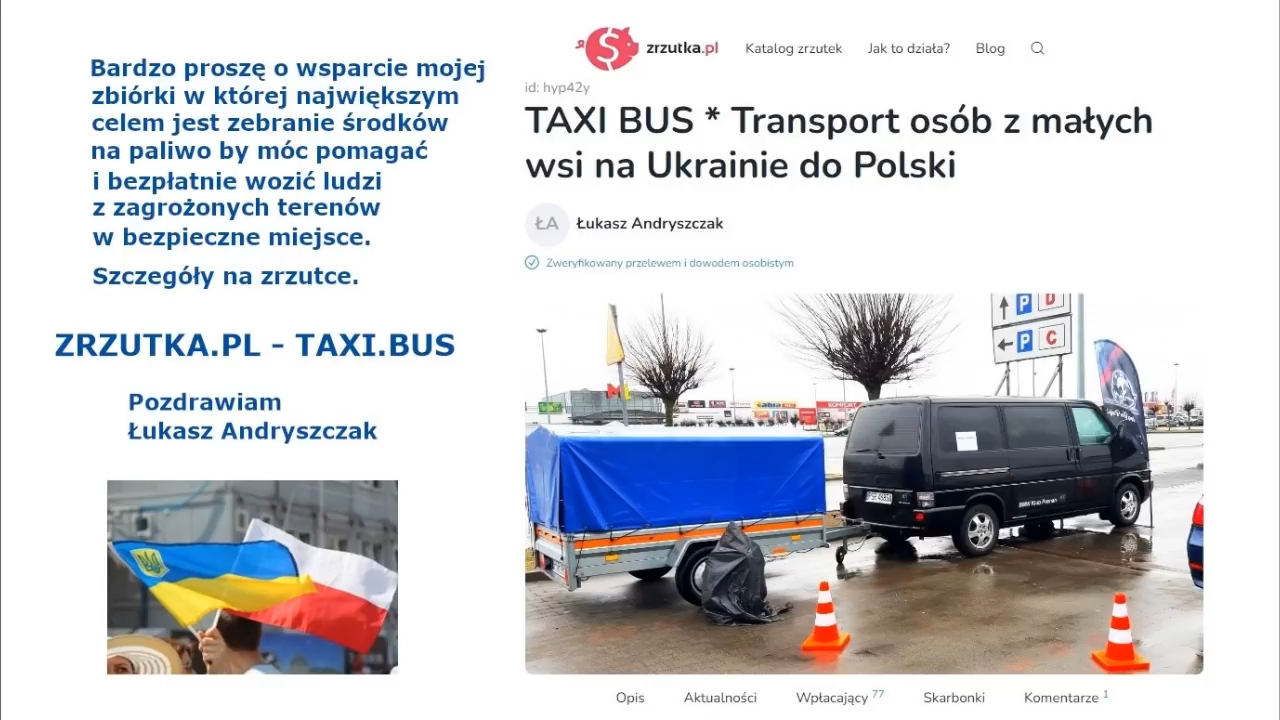 Bardzo proszę o wsparcie mojej
zbiórki w której największym
celem jest zebranie środków
na paliwo by móc pomagać
i bezpłatnie wozić ludzi
z zagrożonych terenów
w bezpieczne miejsce.
Szczegóły na zrzutce.
ZRZUTKA.PL - TAXI.BUS
Pozdrawiam
Łukasz Andryszczak
zrzutka.pl Katalog zrzutek Jak to działa? Blog
id: hyp42y
TAXI BUS * Transport osób z małych
wsi na Ukrainie do Polski
ŁA Łukasz Andryszczak
Zweryfikowany przelewem i dowodem osobistym
P D
P C
KOMFORT
Opis Aktualności Wpłacający 77 Skarbonki Komentarze 1